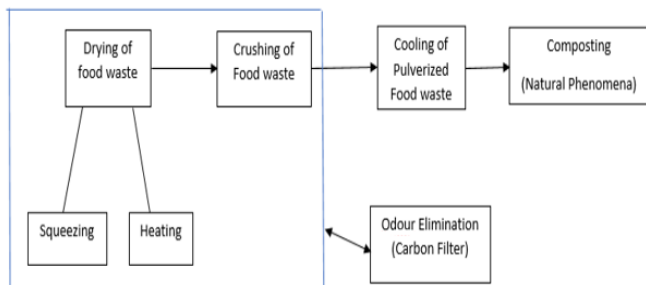 Drying of
food waste
Crushing of
Food waste
Cooling of
Pulverized
Food waste
Composting
(Natural Phenomena)
Squeezing
Heating
Odour Elimination
(Carbon Filter)